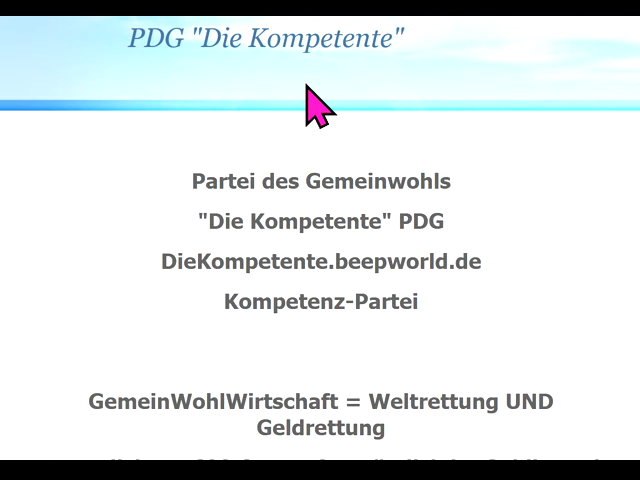 PDG "Die Kompetente"
Partei des Gemeinwohls
"Die Kompetente" PDG
DieKompetente.beepworld.de
Kompetenz-Partei
GemeinWohlWirtschaft = Weltrettung UND
Geldrettung